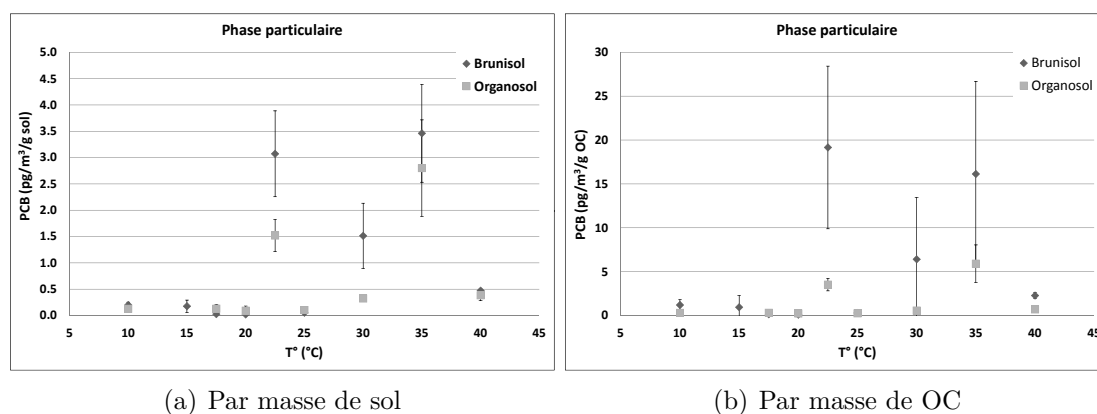 Phase particulaire
PCB (pg/m³/g sol)
5.0
4.5
4.0
3.5
3.0
2.5
2.0
1.5
1.0
0.5
0.0
5 10 15 20 25 30 35 40 45
T° (°C)
Brunisol
Organosol
(a) Par masse de sol
Phase particulaire
PCB (pg/m³/g OC)
30
25
20
15
10
5
0
5 10 15 20 25 30 35 40 45
T° (°C)
Brunisol
Organosol
(b) Par masse de OC